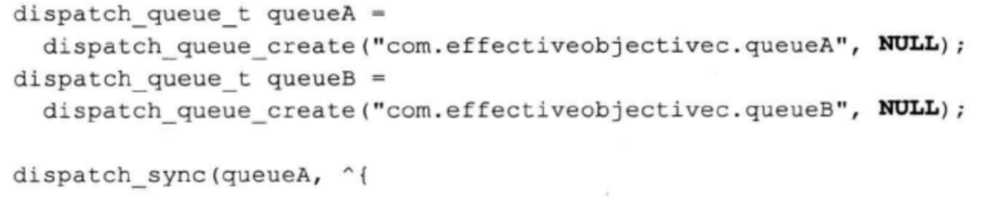 dispatch_queue_t queueA =
  dispatch_queue_create("com.effectiveobjectivec.queueA", NULL);
dispatch_queue_t queueB =
  dispatch_queue_create("com.effectiveobjectivec.queueB", NULL);

dispatch_sync(queueA, ^{